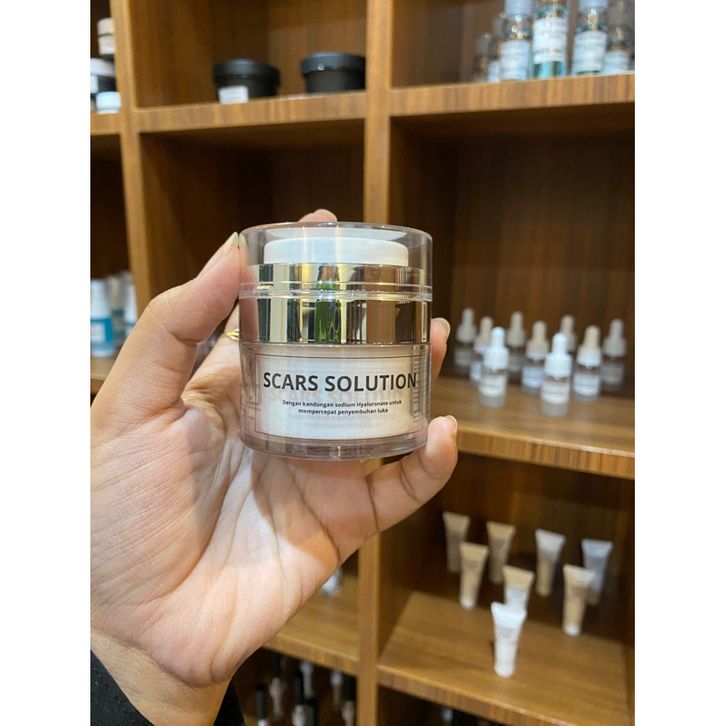 SCARS SOLUTION
Dengan kandungan sodium Hyaluronate untuk
mempercepat penyembuhan luka